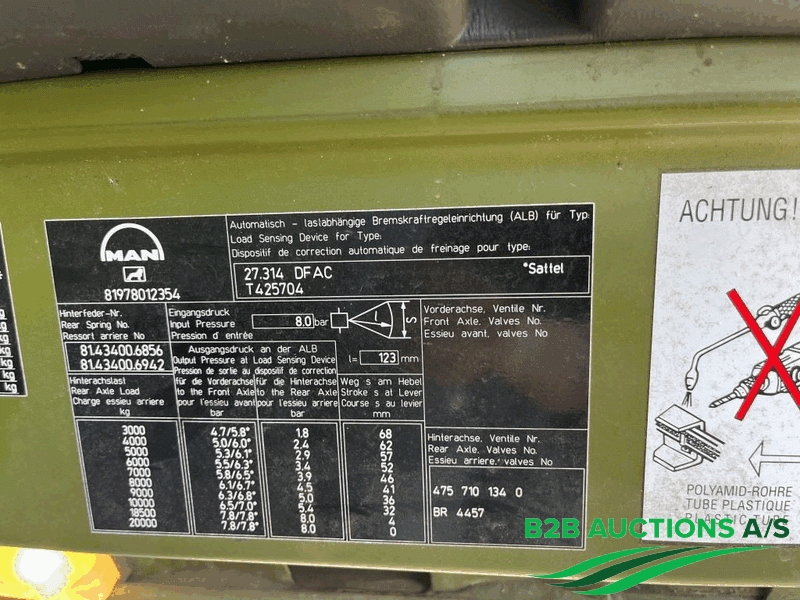 MAN
81978012354
Automatisch - laslabhängige Bremskraftregeleinrichtung (ALB) für Typ:
Load Sensing Device for Type:
Dispositif de correction automatique de freinage pour type:
27.314 DFAC *Sattel
T425704
Hinterfeder-Nr.
Rear Spring No.
Ressort arriere No
81.43400.6856
81.43400.6942
Eingangsdruck
Input Pressure 8.0 bar
Pression d' entrée
S
l= 123 mm
Ausgangsdruck an der ALB
Output Pressure at Load Sensing Device
Pression de sortie au dispositif de correction
Hinterachslast
Rear Axle Load
Charge essieu arriere
kg
für die Vorderachse
to the Front Axle
pour l'essieu avant
bar
für die Hinterachse
to the Rear Axle
pour l'essieu arriere
bar
Weg s am Hebel
Stroke s at Lever
Course s au levier
mm
3000 4.7/5.8* 1.8 68
4000 5.0/6.0* 2.4 62
5000 5.3/6.1* 2.9 57
6000 5.5/6.3* 3.4 52
7000 5.8/6.5* 3.9 46
8000 6.1/6.7* 4.5 41
9000 6.3/6.8* 5.0 36
10000 6.5/7.0* 5.4 32
18500 7.8/7.8* 8.0 4
20000 7.8/7.8* 8.0 0
Vorderachse, Ventile Nr.
Front Axle, Valves No.
Essieu avant, valves No
Hinterachse, Ventile Nr.
Rear Axle, Valves No.
Essieu arriere, valves No
475 710 134 0
BR 4457
kg
kg
kg
kg
ACHTUNG!
POLYAMID-ROHRE
TUBE PLASTIQUE
PLASTIC TUBE
B2B AUCTIONS A/S